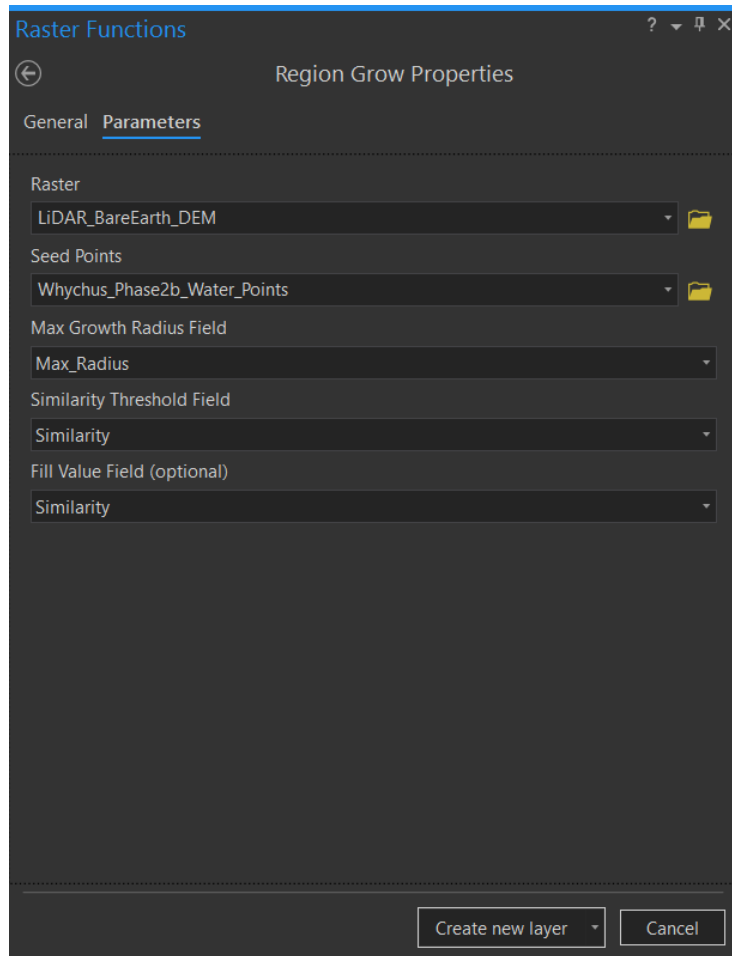 Raster Functions
?
Region Grow Properties
General Parameters
Raster
LiDAR_BareEarth_DEM
Seed Points
Whychus_Phase2b_Water_Points
Max Growth Radius Field
Max_Radius
Similarity Threshold Field
Similarity
Fill Value Field (optional)
Similarity
Create new layer Cancel